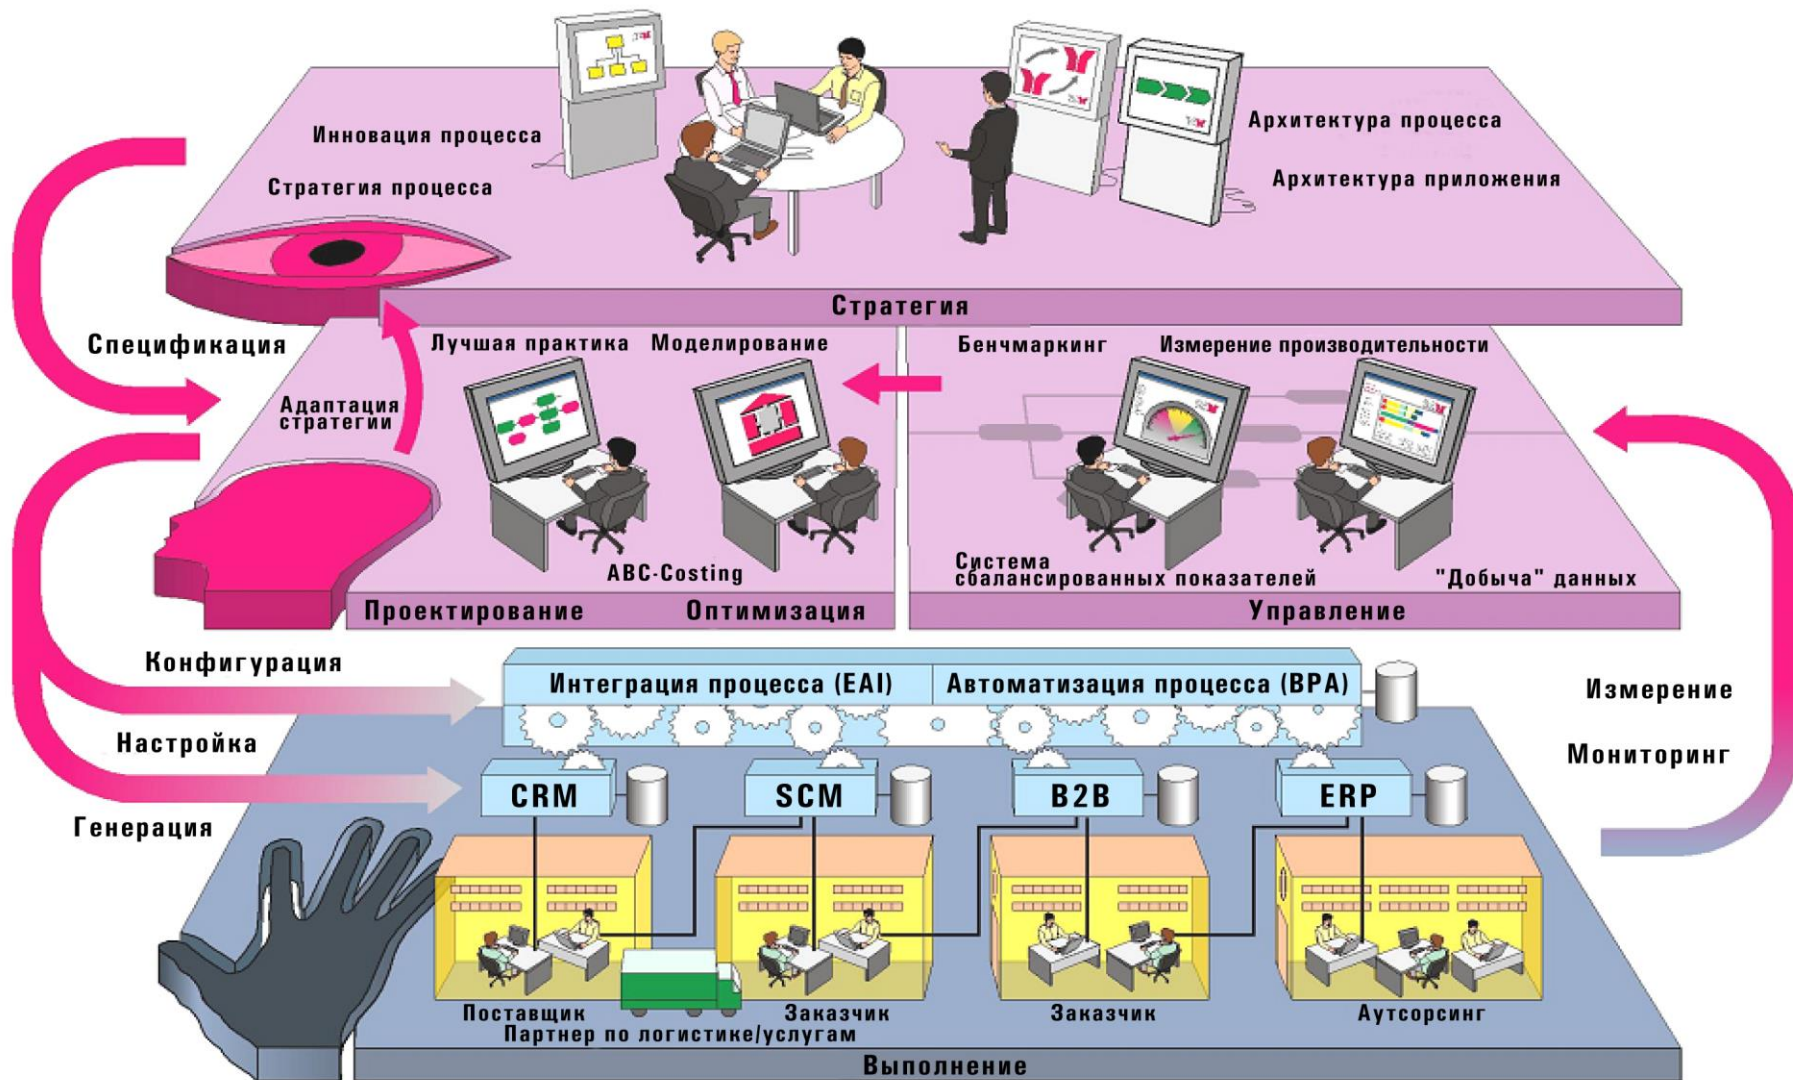 Инновация процесса
Стратегия процесса
Архитектура процесса
Архитектура приложения
Стратегия
Спецификация
Адаптация
стратегии
Лучшая практика
Моделирование
Бенчмаркинг
Измерение производительности
ABC-Costing
Система
сбалансированных показателей
"Добыча" данных
Проектирование
Оптимизация
Управление
Конфигурация
Настройка
Генерация
Интеграция процесса (EAI)
Автоматизация процесса (BPA)
Измерение
Мониторинг
CRM
SCM
B2B
ERP
Поставщик
Партнер по логистике/услугам
Заказчик
Заказчик
Аутсорсинг
Выполнение